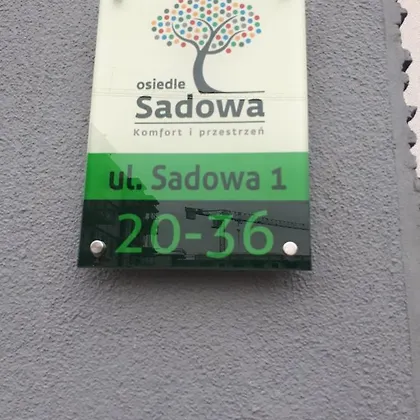 osiedle
Sadowa
Komfort i przestrzeń
ul. Sadowa 1
20-36